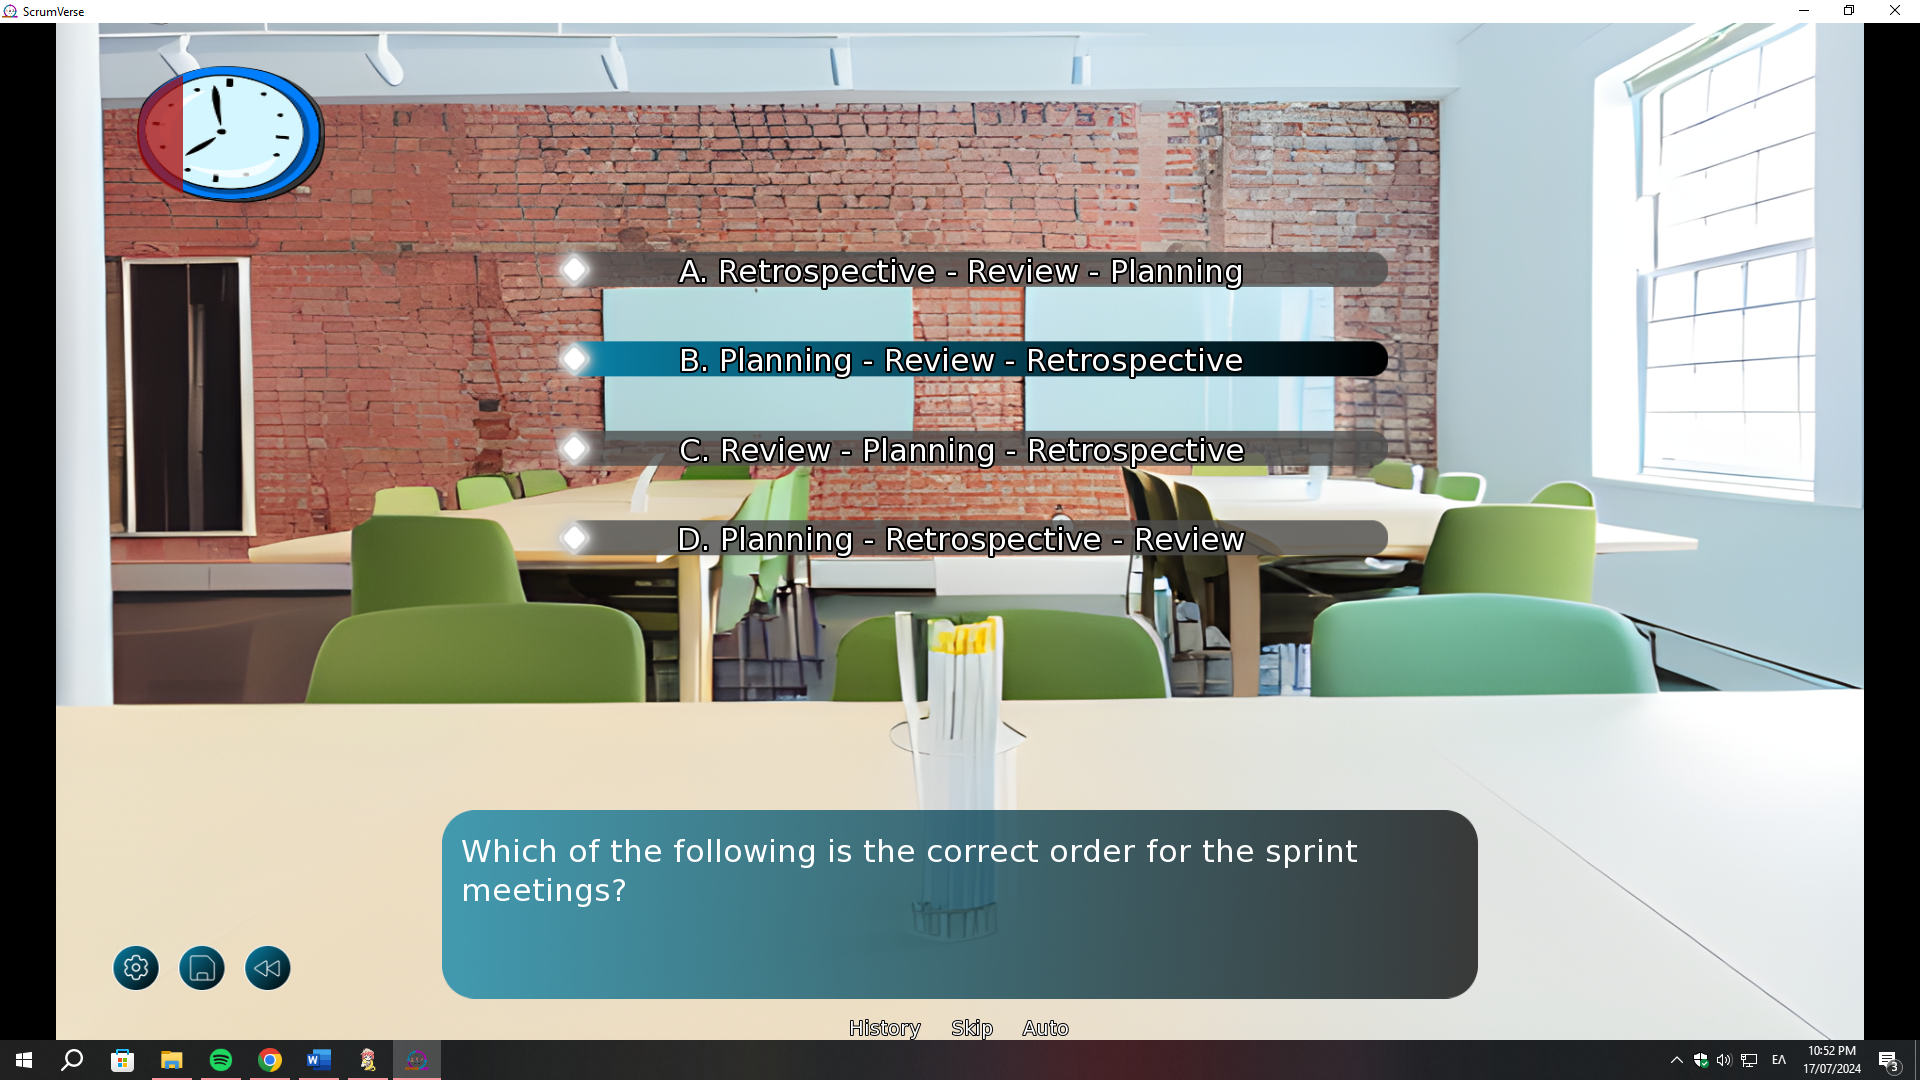 ScrumVerse
A. Retrospective - Review - Planning
B. Planning - Review - Retrospective
C. Review - Planning - Retrospective
D. Planning - Retrospective - Review
Which of the following is the correct order for the sprint
meetings?
History Skip Auto
ΕΛ
10:52 PM
17/07/2024
3